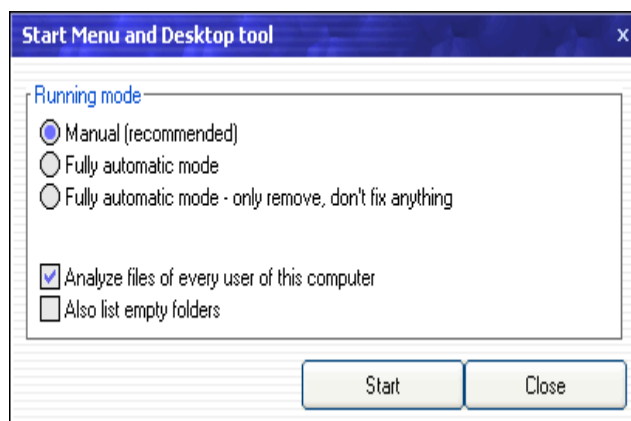 Start Menu and Desktop tool
x
Running mode
Manual (recommended)
Fully automatic mode
Fully automatic mode - only remove, don't fix anything
Analyze files of every user of this computer
Also list empty folders
Start
Close